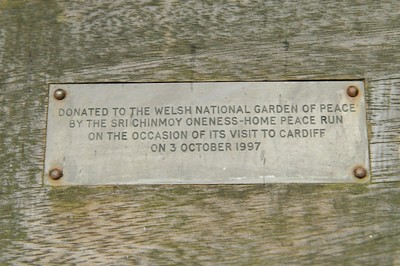 DONATED TO THE WELSH NATIONAL GARDEN OF PEACE
BY THE SRI CHINMOY ONENESS-HOME PEACE RUN
ON THE OCCASION OF ITS VISIT TO CARDIFF
ON 3 OCTOBER 1997